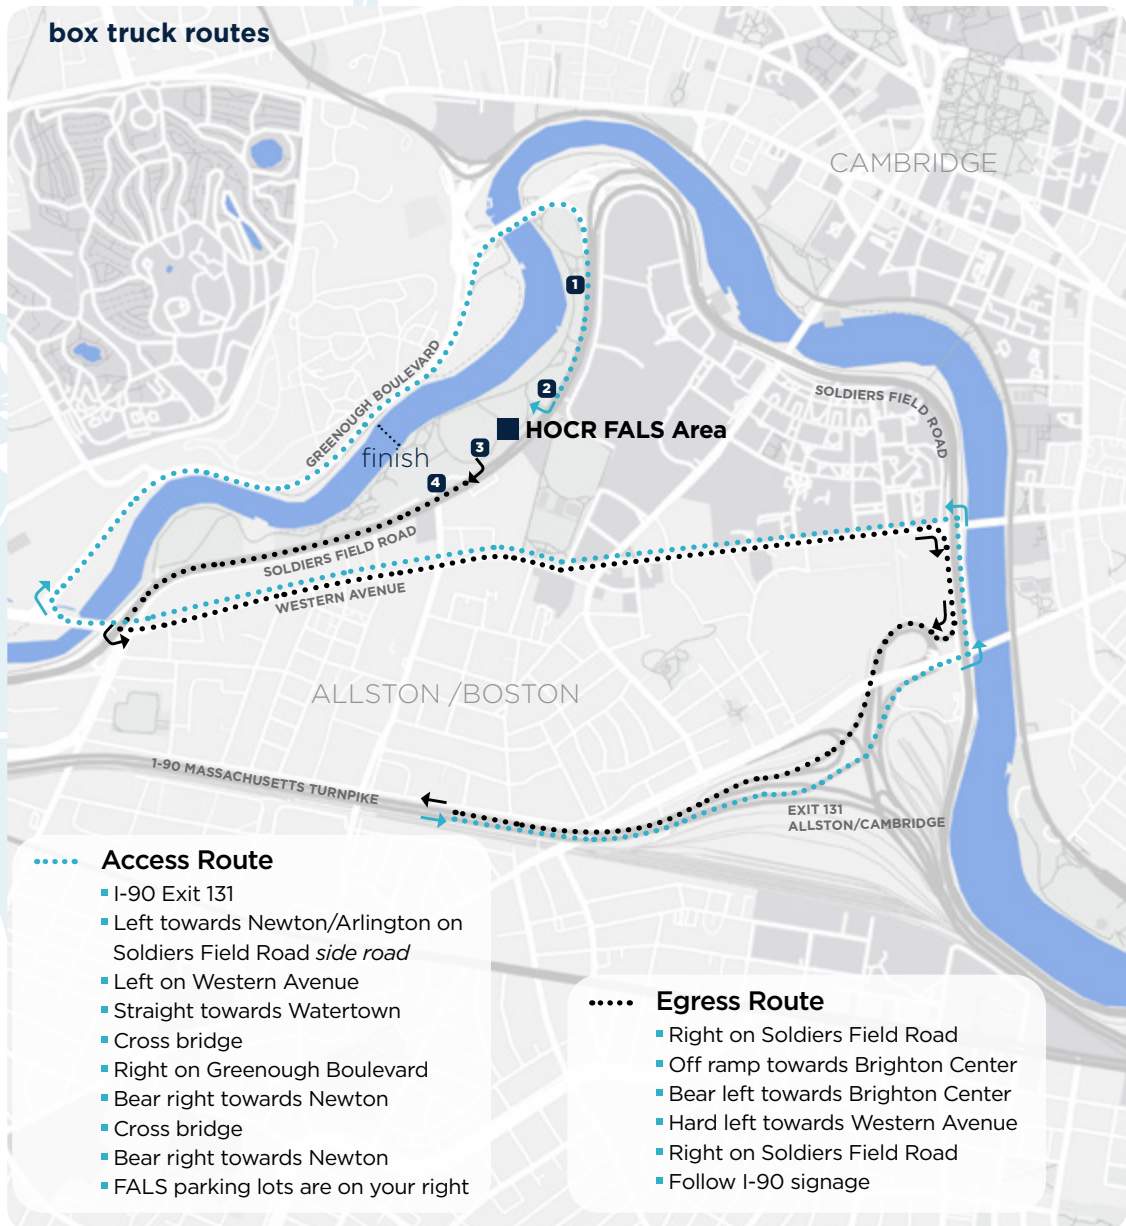 box truck routes
CAMBRIDGE
1
GREENOUGH BOULEVARD
2
SOLDIERS FIELD ROAD
HOCR FALS Area
3
finish
4
SOLDIERS FIELD ROAD
WESTERN AVENUE
ALLSTON /BOSTON
1-90 MASSACHUSETTS TURNPIKE
EXIT 131
ALLSTON/CAMBRIDGE
Access Route
I-90 Exit 131
Left towards Newton/Arlington on
Soldiers Field Road side road
Left on Western Avenue
Straight towards Watertown
Cross bridge
Right on Greenough Boulevard
Bear right towards Newton
Cross bridge
Bear right towards Newton
FALS parking lots are on your right
Egress Route
Right on Soldiers Field Road
Off ramp towards Brighton Center
Bear left towards Brighton Center
Hard left towards Western Avenue
Right on Soldiers Field Road
Follow I-90 signage